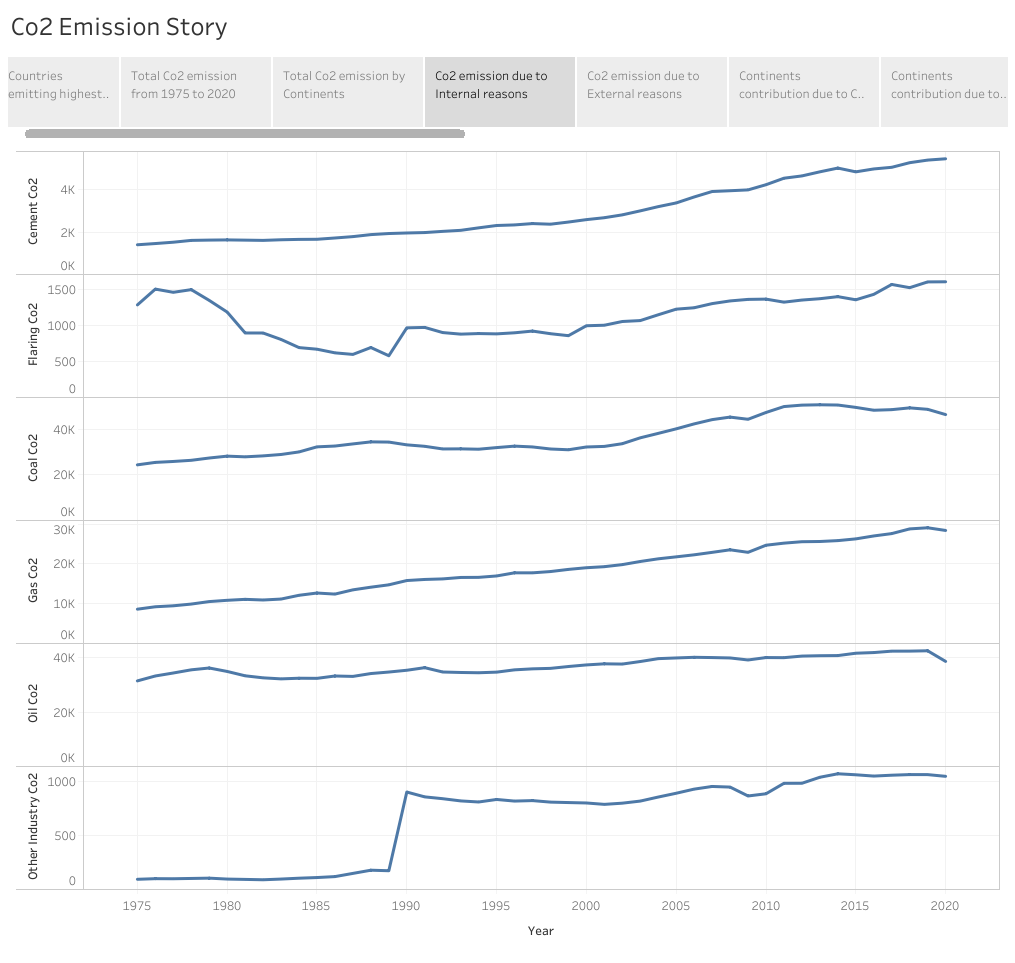 Co2 Emission Story
Countries
emitting highest..
Total Co2 emission
from 1975 to 2020
Total Co2 emission by
Continents
Co2 emission due to
Internal reasons
Co2 emission due to
External reasons
Continents
contribution due to C..
Continents
contribution due to..
Cement Co2
4K
2K
0K
Flaring Co2
1500
1000
500
0
Coal Co2
40K
20K
0K
Gas Co2
30K
20K
10K
0K
Oil Co2
40K
20K
0K
Other Industry Co2
1000
500
0
1975 1980 1985 1990 1995 2000 2005 2010 2015 2020
Year